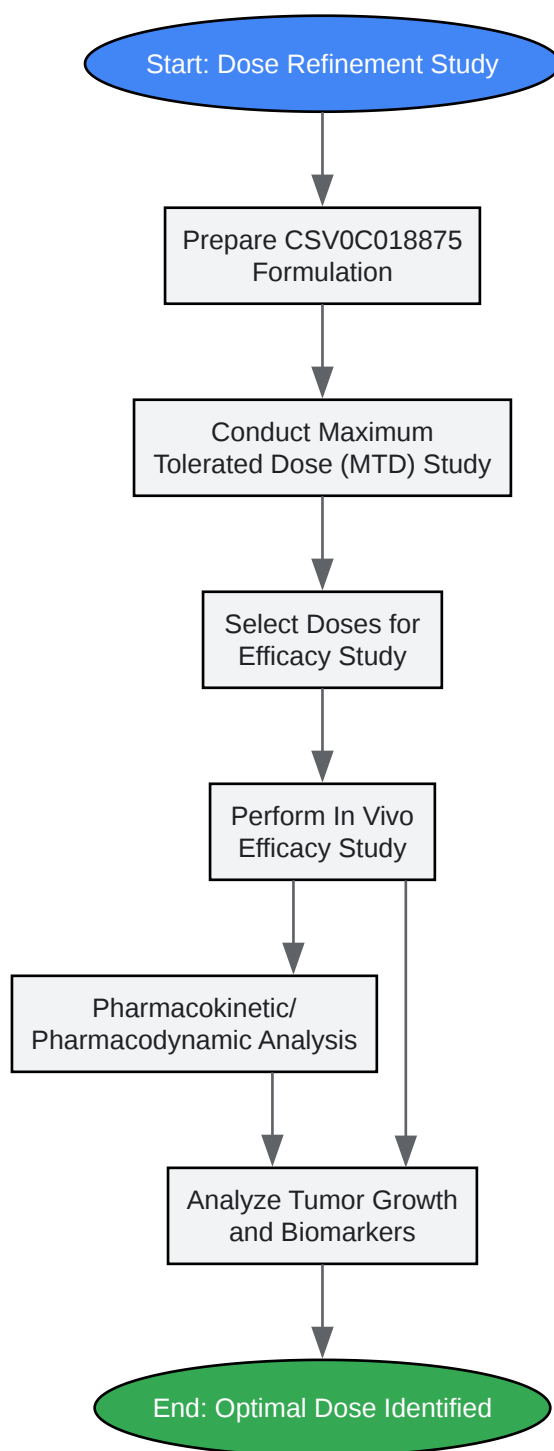 Start: Dose Refinement Study
Prepare CSV0C018875
Formulation
Conduct Maximum
Tolerated Dose (MTD) Study
Select Doses for
Efficacy Study
Perform In Vivo
Efficacy Study
Pharmacokinetic/
Pharmacodynamic Analysis
Analyze Tumor Growth
and Biomarkers
End: Optimal Dose Identified